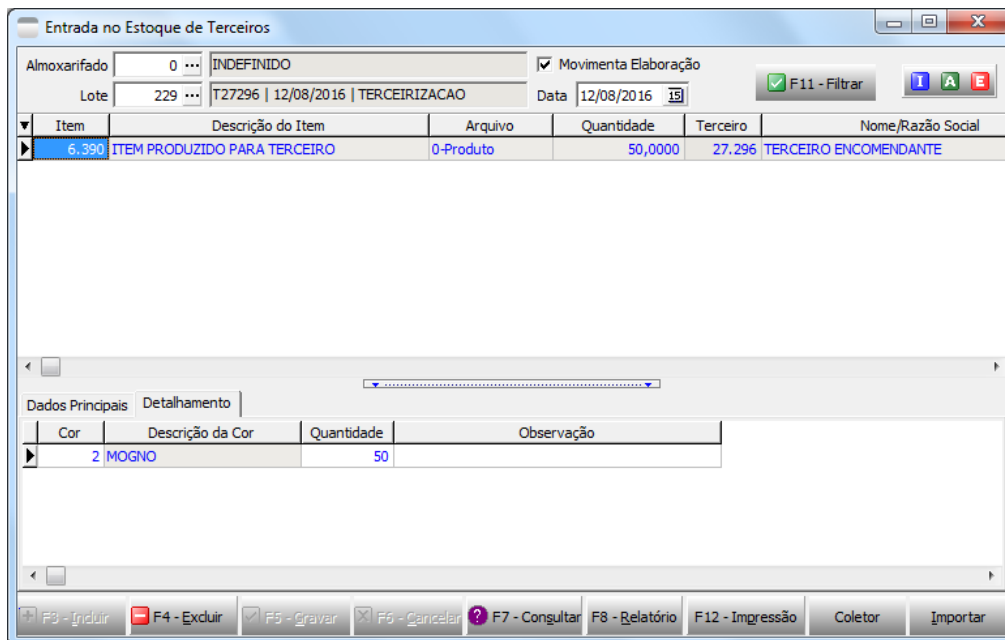 Entrada no Estoque de Terceiros
Almoxarifado 0 ... INDEFINIDO Movimenta Elaboração
Lote 229 ... T27296 | 12/08/2016 | TERCEIRIZACAO Data 12/08/2016 15
F11 - Filtrar I A E
Item Descrição do Item Arquivo Quantidade Terceiro Nome/Razão Social
6.390 ITEM PRODUZIDO PARA TERCEIRO 0-Produto 50,0000 27.296 TERCEIRO ENCOMENDANTE
Dados Principais Detalhamento
Cor Descrição da Cor Quantidade Observação
2 MOGNO 50
F3 - Incluir F4 - Excluir F5 - Gravar F6 - Cancelar F7 - Consultar F8 - Relatório F12 - Impressão Coletor Importar